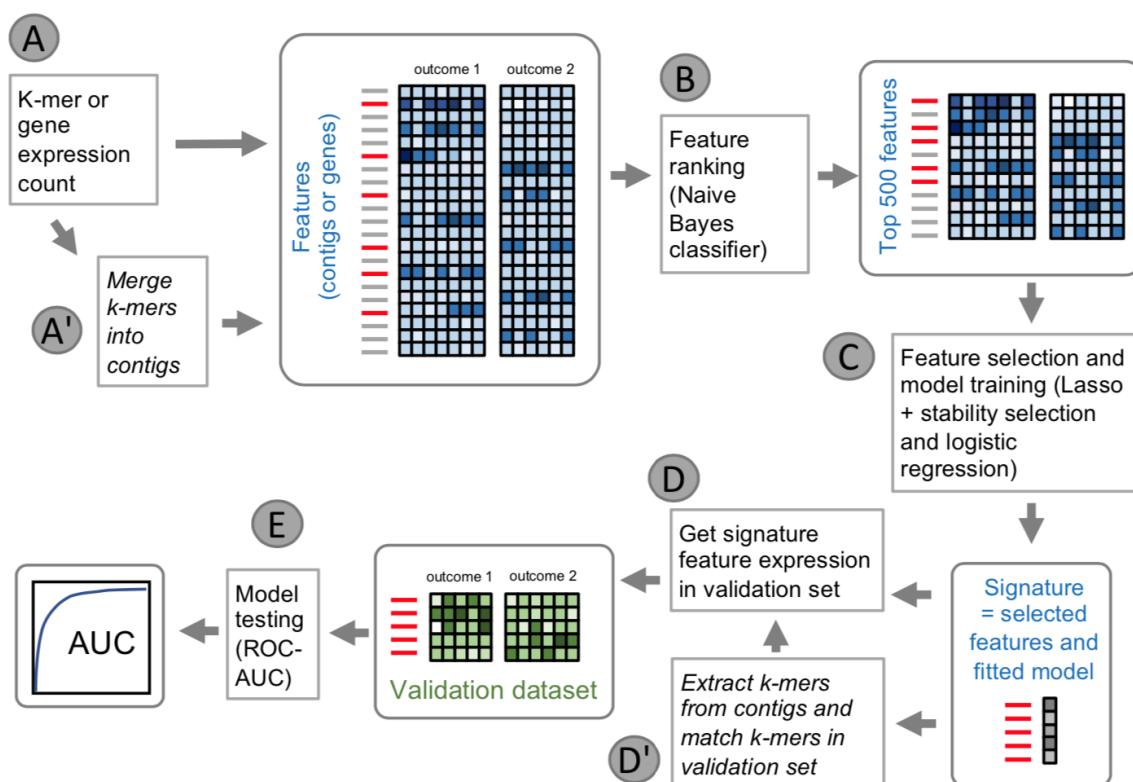 A
K-mer or
gene
expression
count
A'
Merge
k-mers
into
contigs
Features
(contigs or genes)
outcome 1
outcome 2
B
Feature
ranking
(Naive
Bayes
classifier)
Top 500 features
C
Feature selection and
model training (Lasso
+ stability selection
and logistic
regression)
Signature
= selected
features and
fitted model
D
Get signature
feature expression
in validation set
D'
Extract k-mers
from contigs and
match k-mers in
validation set
outcome 1
outcome 2
Validation dataset
E
Model
testing
(ROC-
AUC)
AUC